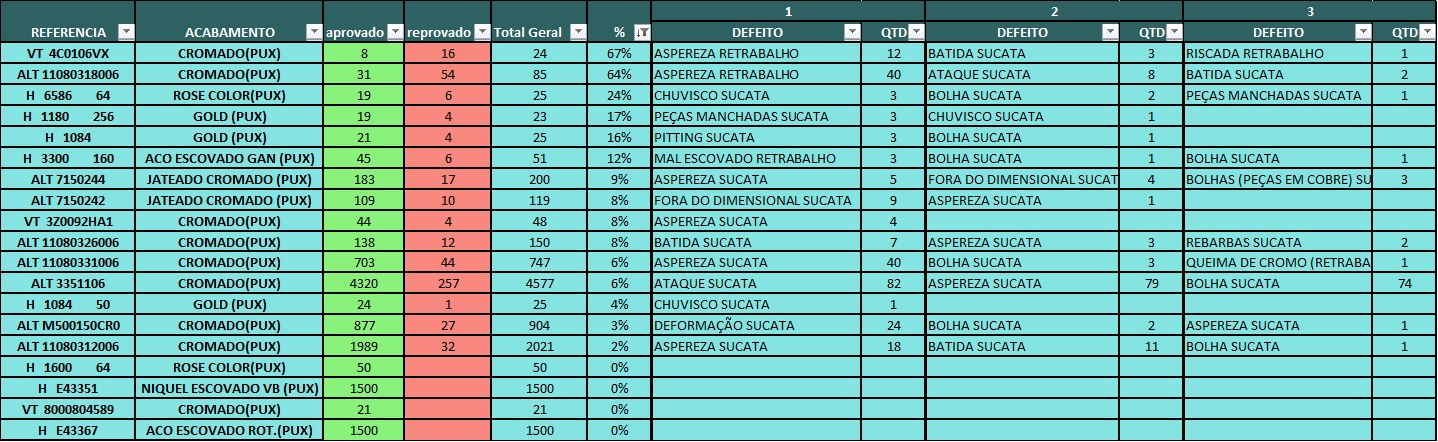 1 2 3
REFERENCIA ACABAMENTO aprovado reprovado Total Geral % DEFEITO QTD DEFEITO QTD DEFEITO QTD
VT 4C0106VX CROMADO(PUX) 8 16 24 67% ASPEREZA RETRABALHO 12 BATIDA SUCATA 3 RISCADA RETRABALHO 1
ALT 11080318006 CROMADO(PUX) 31 54 85 64% ASPEREZA RETRABALHO 40 ATAQUE SUCATA 8 BATIDA SUCATA 2
H 6586 64 ROSE COLOR(PUX) 19 6 25 24% CHUVISCO SUCATA 3 BOLHA SUCATA 2 PEÇAS MANCHADAS SUCATA 1
H 1180 256 GOLD (PUX) 19 4 23 17% PEÇAS MANCHADAS SUCATA 3 CHUVISCO SUCATA 1
H 1084 GOLD (PUX) 21 4 25 16% PITTING SUCATA 3 BOLHA SUCATA 1
H 3300 160 ACO ESCOVADO GAN (PUX) 45 6 51 12% MAL ESCOVADO RETRABALHO 3 BOLHA SUCATA 1 BOLHA SUCATA 1
ALT 7150244 JATEADO CROMADO (PUX) 183 17 200 9% ASPEREZA SUCATA 5 FORA DO DIMENSIONAL SUCAT 4 BOLHAS (PEÇAS EM COBRE) SU 3
ALT 7150242 JATEADO CROMADO (PUX) 109 10 119 8% FORA DO DIMENSIONAL SUCATA 9 ASPEREZA SUCATA 1
VT 3Z0092HA1 CROMADO(PUX) 44 4 48 8% ASPEREZA SUCATA 4
ALT 11080326006 CROMADO(PUX) 138 12 150 8% BATIDA SUCATA 7 ASPEREZA SUCATA 3 REBARBAS SUCATA 2
ALT 11080331006 CROMADO(PUX) 703 44 747 6% ASPEREZA SUCATA 40 BOLHA SUCATA 3 QUEIMA DE CROMO (RETRABA 1
ALT 3351106 CROMADO(PUX) 4320 257 4577 6% ATAQUE SUCATA 82 ASPEREZA SUCATA 79 BOLHA SUCATA 74
H 1084 50 GOLD (PUX) 24 1 25 4% CHUVISCO SUCATA 1
ALT M500150CR0 CROMADO(PUX) 877 27 904 3% DEFORMAÇÃO SUCATA 24 BOLHA SUCATA 2 ASPEREZA SUCATA 1
ALT 11080312006 CROMADO(PUX) 1989 32 2021 2% ASPEREZA SUCATA 18 BATIDA SUCATA 11 BOLHA SUCATA 1
H 1600 64 ROSE COLOR(PUX) 50 50 0%
H E43351 NIQUEL ESCOVADO VB (PUX) 1500 1500 0%
VT 8000804589 CROMADO(PUX) 21 21 0%
H E43367 ACO ESCOVADO ROT.(PUX) 1500 1500 0%